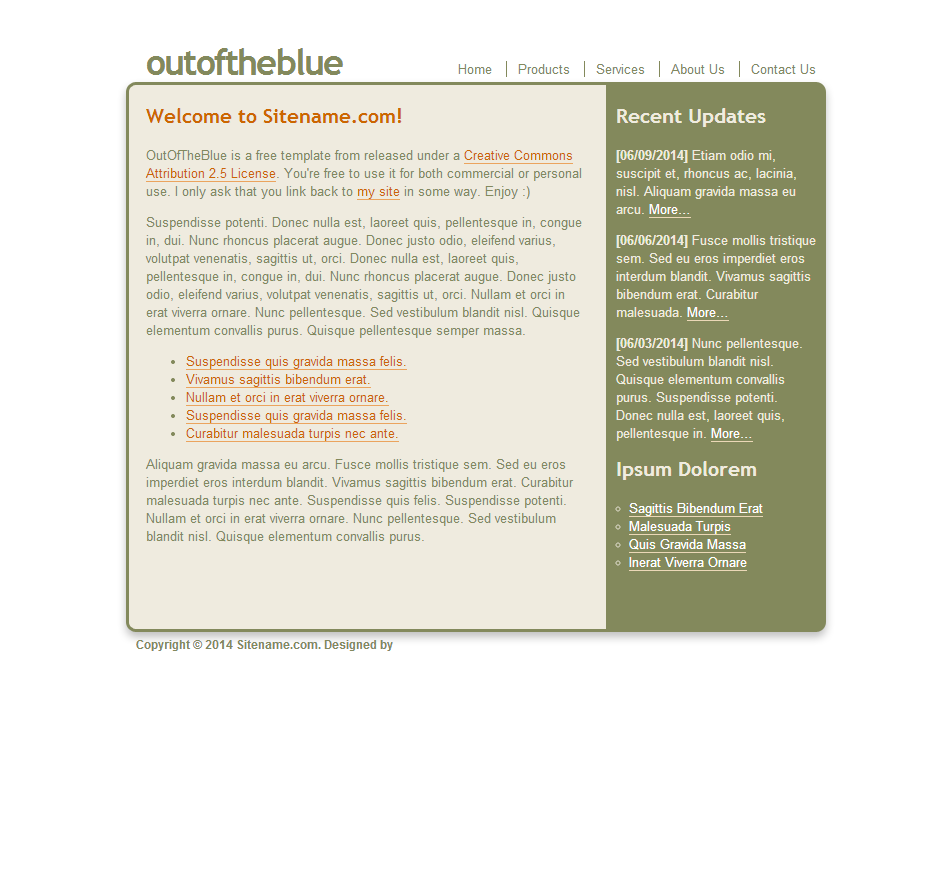 outoftheblue
Home
Products
Services
About Us
Contact Us
Welcome to Sitename.com!
OutOfTheBlue is a free template from released under a Creative Commons
Attribution 2.5 License. You're free to use it for both commercial or personal
use. I only ask that you link back to my site in some way. Enjoy :)
Suspendisse potenti. Donec nulla est, laoreet quis, pellentesque in, congue
in, dui. Nunc rhoncus placerat augue. Donec justo odio, eleifend varius,
volutpat venenatis, sagittis ut, orci. Donec nulla est, laoreet quis,
pellentesque in, congue in, dui. Nunc rhoncus placerat augue. Donec justo
odio, eleifend varius, volutpat venenatis, sagittis ut, orci. Nullam et orci in
erat viverra ornare. Nunc pellentesque. Sed vestibulum blandit nisl. Quisque
elementum convallis purus. Quisque pellentesque semper massa.
Suspendisse quis gravida massa felis.
Vivamus sagittis bibendum erat.
Nullam et orci in erat viverra ornare.
Suspendisse quis gravida massa felis.
Curabitur malesuada turpis nec ante.
Aliquam gravida massa eu arcu. Fusce mollis tristique sem. Sed eu eros
imperdiet eros interdum blandit. Vivamus sagittis bibendum erat. Curabitur
malesuada turpis nec ante. Suspendisse quis felis. Suspendisse potenti.
Nullam et orci in erat viverra ornare. Nunc pellentesque. Sed vestibulum
blandit nisl. Quisque elementum convallis purus.
Recent Updates
[06/09/2014] Etiam odio mi,
suscipit et, rhoncus ac, lacinia,
nisl. Aliquam gravida massa eu
arcu. More...
[06/06/2014] Fusce mollis tristique
sem. Sed eu eros imperdiet eros
interdum blandit. Vivamus sagittis
bibendum erat. Curabitur
malesuada. More...
[06/03/2014] Nunc pellentesque.
Sed vestibulum blandit nisl.
Quisque elementum convallis
purus. Suspendisse potenti.
Donec nulla est, laoreet quis,
pellentesque in. More...
Ipsum Dolorem
Sagittis Bibendum Erat
Malesuada Turpis
Quis Gravida Massa
Inerat Viverra Ornare
Copyright © 2014 Sitename.com. Designed by